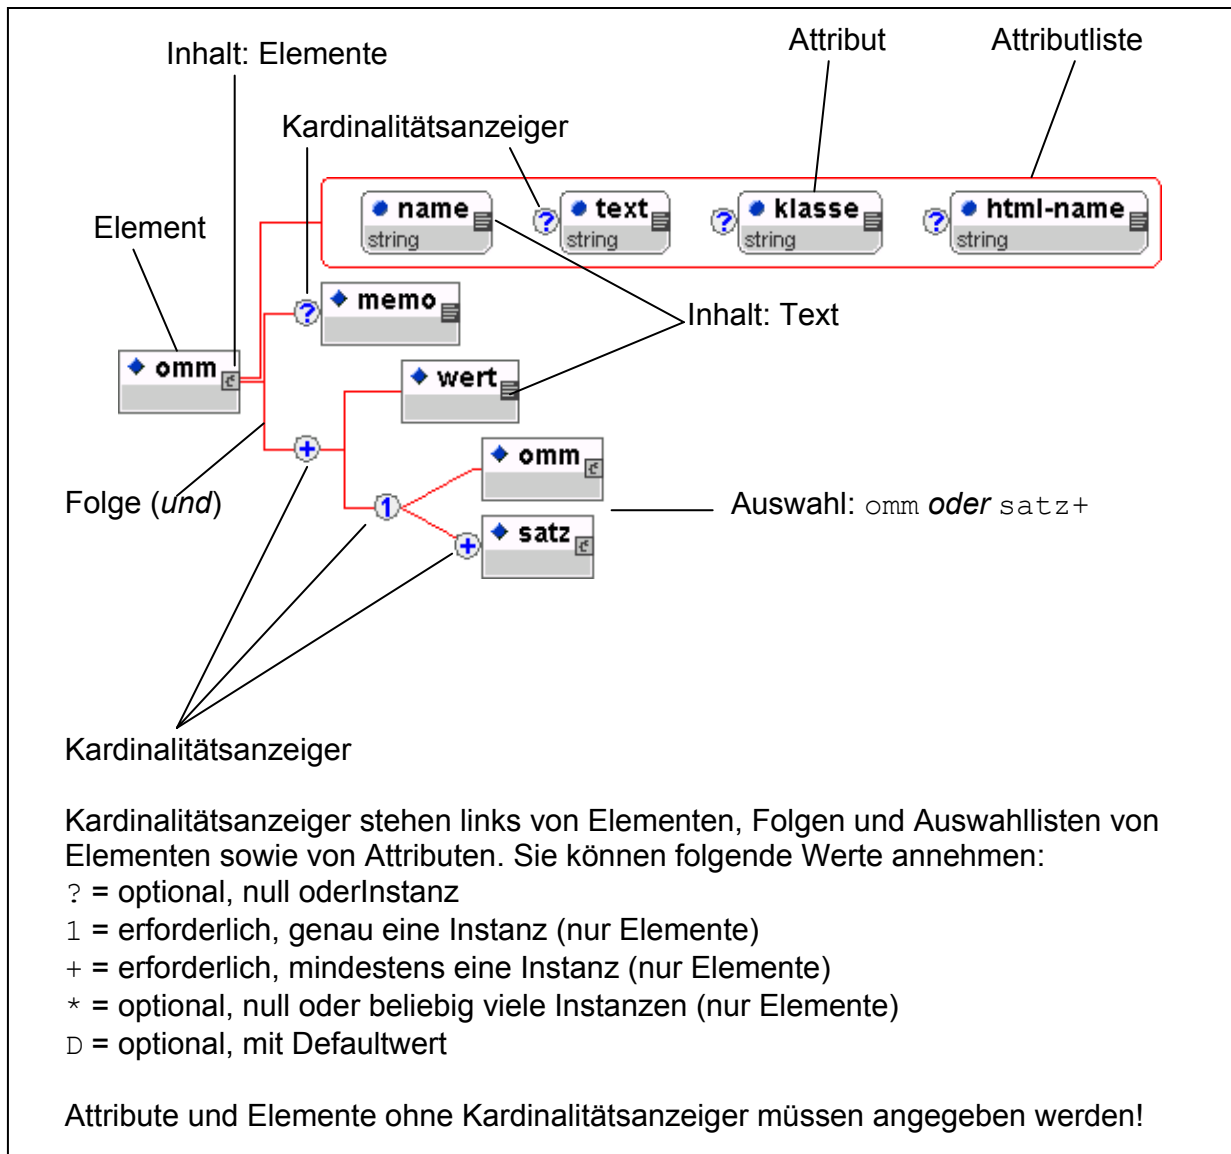 Inhalt: Elemente
Attribut
Attributliste
Kardinalitätsanzeiger
name
string
? text
string
? klasse
string
? html-name
string
Element
? memo
Inhalt: Text
omm
wert
+
omm
Folge (und)
1
Auswahl: omm oder satz+
+ satz
Kardinalitätsanzeiger
Kardinalitätsanzeiger stehen links von Elementen, Folgen und Auswahllisten von
Elementen sowie von Attributen. Sie können folgende Werte annehmen:
? = optional, null oderInstanz
1 = erforderlich, genau eine Instanz (nur Elemente)
+ = erforderlich, mindestens eine Instanz (nur Elemente)
* = optional, null oder beliebig viele Instanzen (nur Elemente)
D = optional, mit Defaultwert
Attribute und Elemente ohne Kardinalitätsanzeiger müssen angegeben werden!